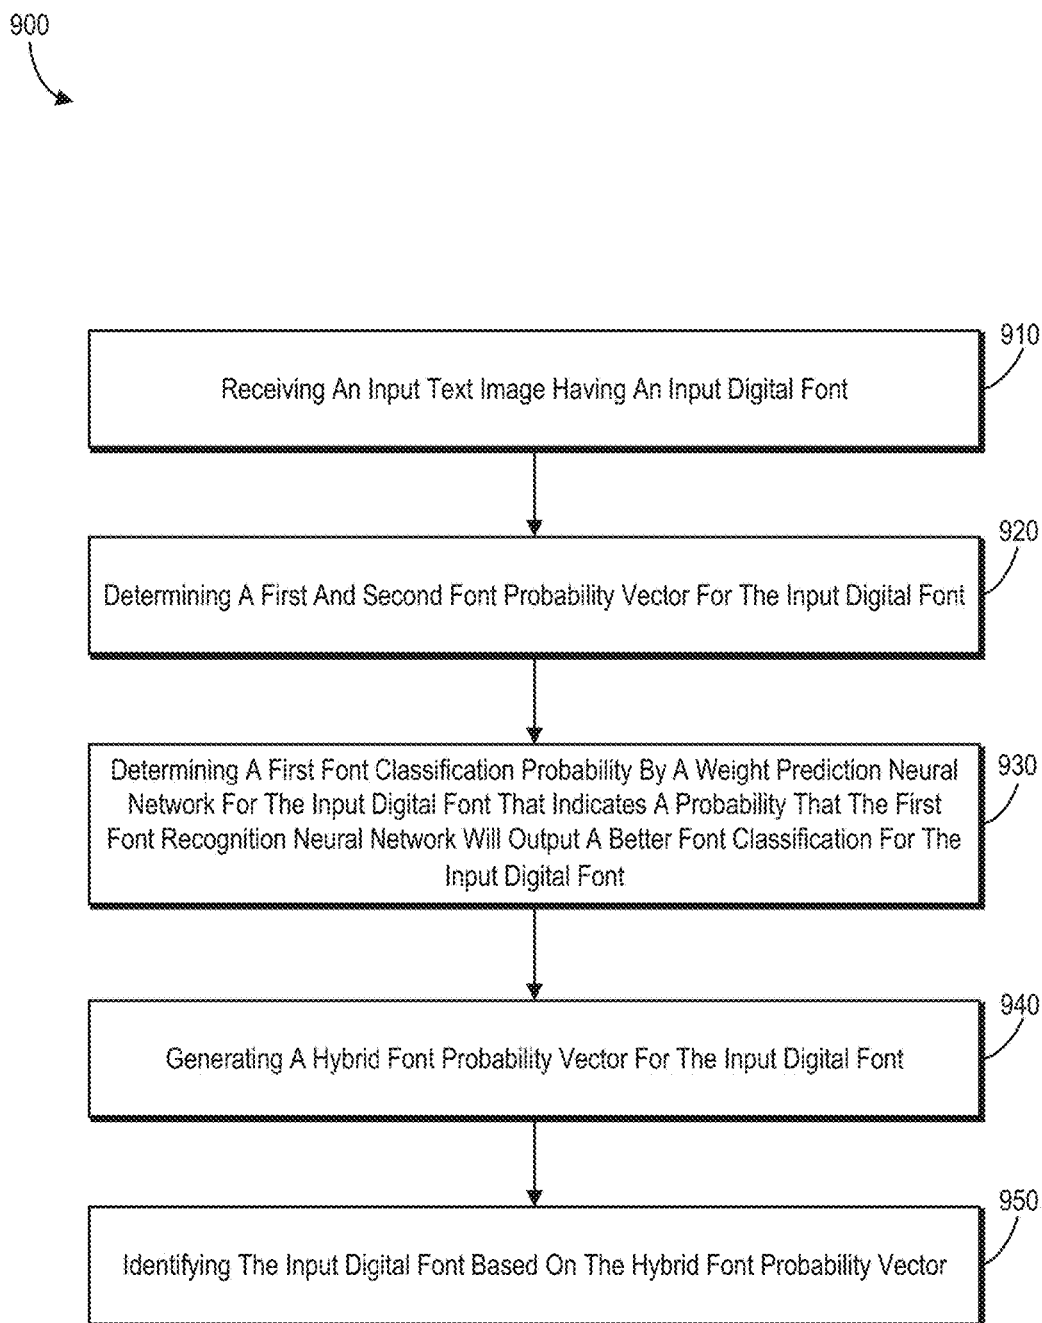 900
910
Receiving An Input Text Image Having An Input Digital Font
920
Determining A First And Second Font Probability Vector For The Input Digital Font
930
Determining A First Font Classification Probability By A Weight Prediction Neural
Network For The Input Digital Font That Indicates A Probability That The First
Font Recognition Neural Network Will Output A Better Font Classification For The
Input Digital Font
940
Generating A Hybrid Font Probability Vector For The Input Digital Font
950
Identifying The Input Digital Font Based On The Hybrid Font Probability Vector